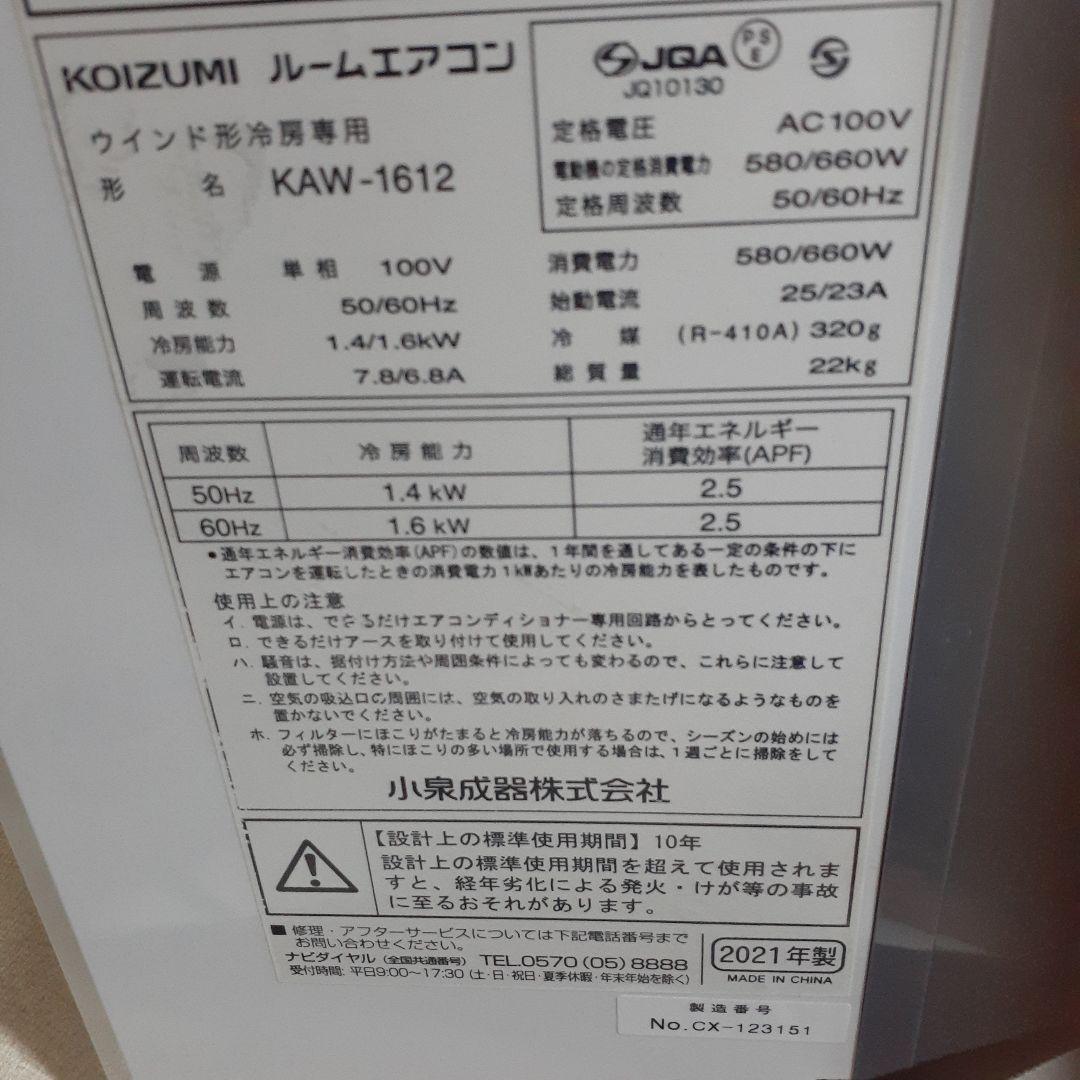 KOIZUMI ルームエアコン
ウインド形冷房専用
形 名 KAW-1612
JQA PSE
JQ10130
定格電圧 AC100V
電動機の定格消費電力 580/660W
定格周波数 50/60Hz
電 源 単相 100V
周波数 50/60Hz
冷房能力 1.4/1.6kW
運転電流 7.8/6.8A
消費電力 580/660W
始動電流 25/23A
冷 媒 (R-410A) 320g
総質量 22kg
周波数 冷房能力 通年エネルギー
消費効率(APF)
50Hz 1.4 kW 2.5
60Hz 1.6 kW 2.5
●通年エネルギー消費効率(APF)の数値は、1年間を通してある一定の条件の下に
エアコンを運転したときの消費電力1kWあたりの冷房能力を表したものです。
使用上の注意
イ. 電源は、できるだけエアコンディショナー専用回路からとってください。
ロ. できるだけアースを取り付けて使用してください。
ハ. 騒音は、据付け方法や周囲条件によっても変わるので、これらに注意して
設置してください。
ニ. 空気の吸込口の周囲には、空気の取り入れのさまたげになるようなものを
置かないでください。
ホ. フィルターにほこりがたまると冷房能力が落ちるので、シーズンの始めには
必ず掃除し、特にほこりの多い場所で使用する場合は、1週ごとに掃除をして
ください。
小泉成器株式会社
【設計上の標準使用期間】10年
設計上の標準使用期間を超えて使用されま
すと、経年劣化による発火・けが等の事故
に至るおそれがあります。
■修理・アフターサービスについては下記電話番号まで
お問い合わせください。
ナビダイヤル(全国共通番号) TEL.0570(05)8888
受付時間:平日9:00~17:30(土・日・祝日・夏季休暇・年末年始を除く)
2021年製
MADE IN CHINA
製造番号
No.CX-123151